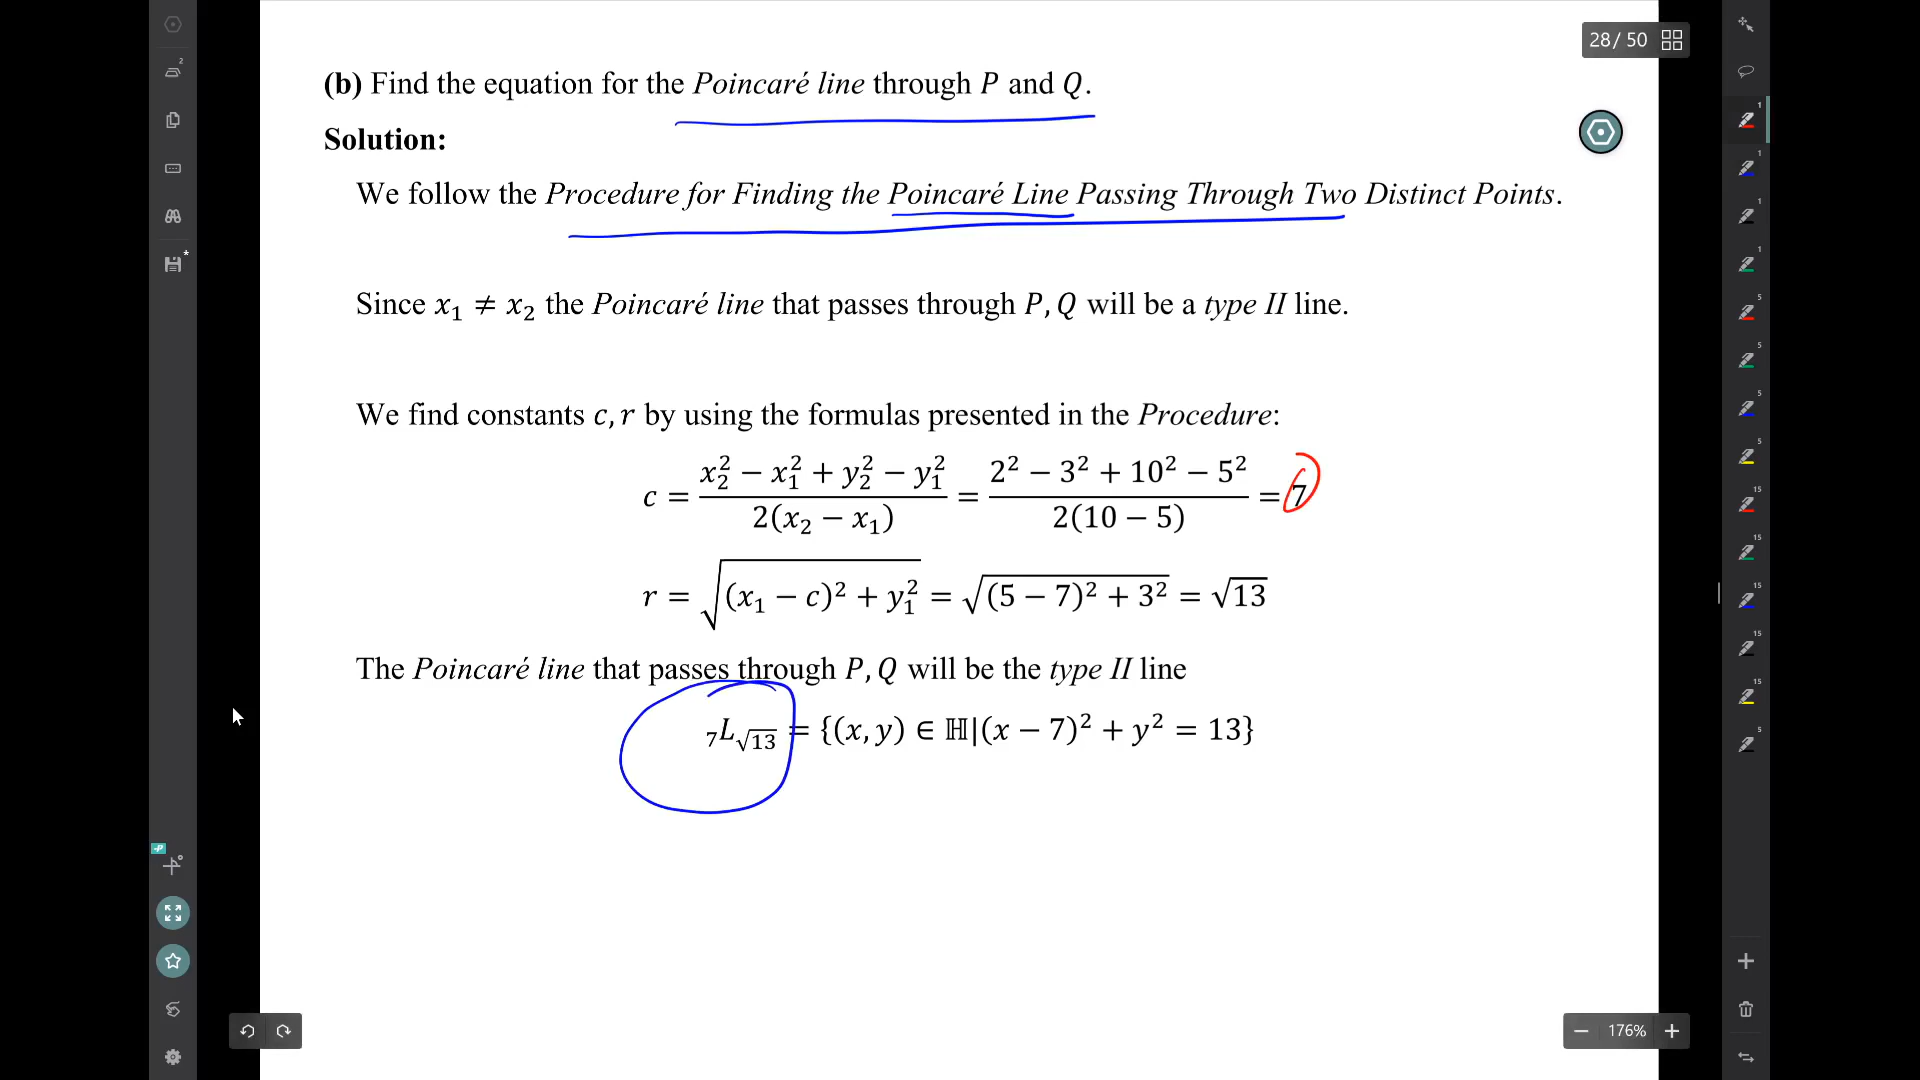 28/ 50
(b) Find the equation for the Poincaré line through P and Q.
Solution:
We follow the Procedure for Finding the Poincaré Line Passing Through Two Distinct Points.
Since x₁ ≠ x₂ the Poincaré line that passes through P, Q will be a type II line.
We find constants c, r by using the formulas presented in the Procedure:
c = (x₂² − x₁² + y₂² − y₁²)/(2(x₂ − x₁)) = (2² − 3² + 10² − 5²)/(2(10 − 5)) = 7
r = √((x₁ − c)² + y₁²) = √((5 − 7)² + 3²) = √13
The Poincaré line that passes through P, Q will be the type II line
₇L_√13 = {(x, y) ∈ ℍ|(x − 7)² + y² = 13}
176%